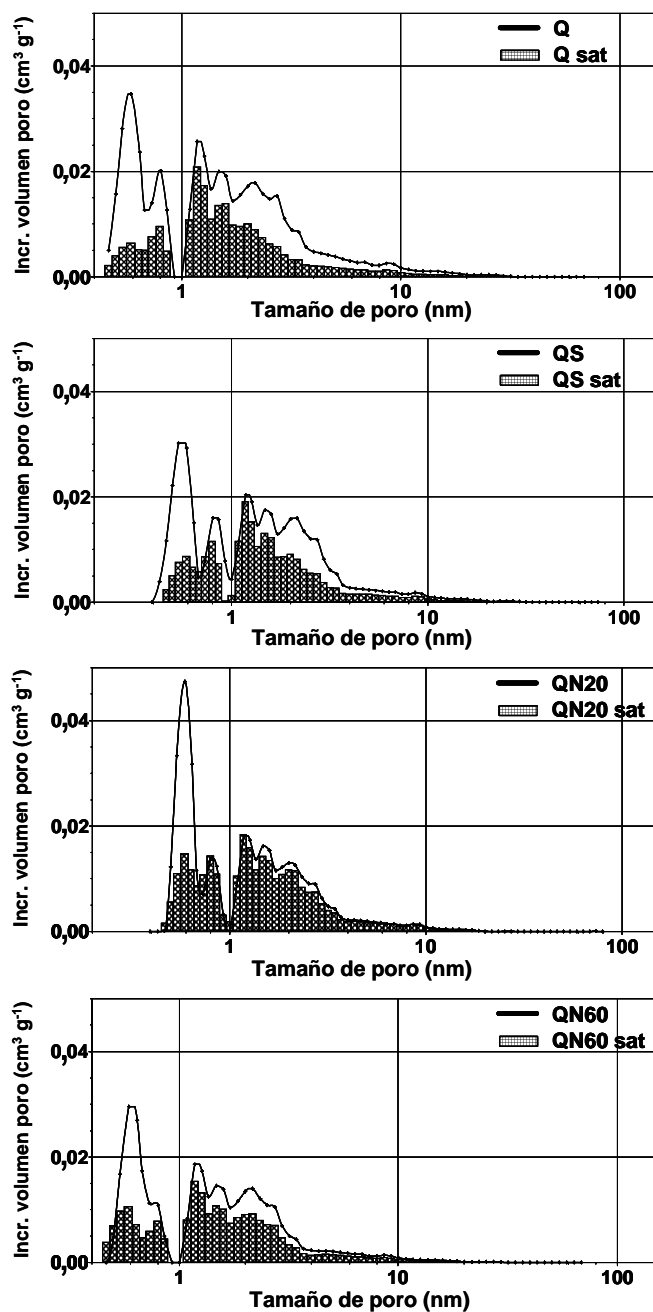 Q
Q sat
Incr. volumen poro (cm³ g⁻¹)
0,04
0,02
0,00
1
10
100
Tamaño de poro (nm)
QS
QS sat
Incr. volumen poro (cm³ g⁻¹)
0,04
0,02
0,00
1
10
100
Tamaño de poro (nm)
QN20
QN20 sat
Incr. volumen poro (cm³ g⁻¹)
0,04
0,02
0,00
1
10
100
Tamaño de poro (nm)
QN60
QN60 sat
Incr. volumen poro (cm³ g⁻¹)
0,04
0,02
0,00
1
10
100
Tamaño de poro (nm)